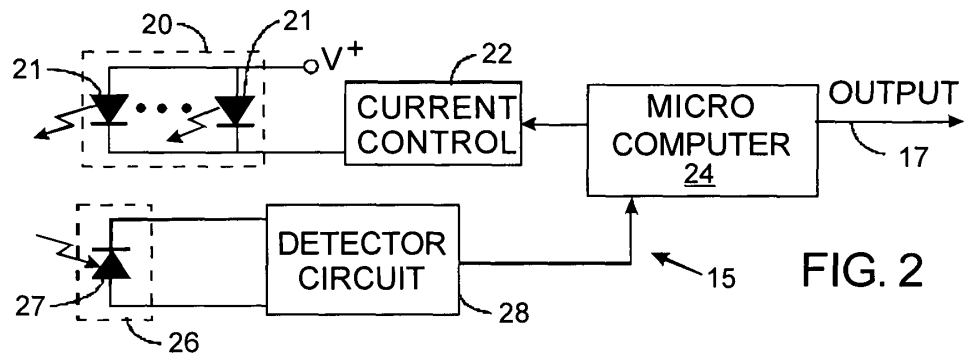 20
21
V+
21
22
CURRENT
CONTROL
MICRO
COMPUTER
24
OUTPUT
17
DETECTOR
CIRCUIT
15
FIG. 2
27
26
28